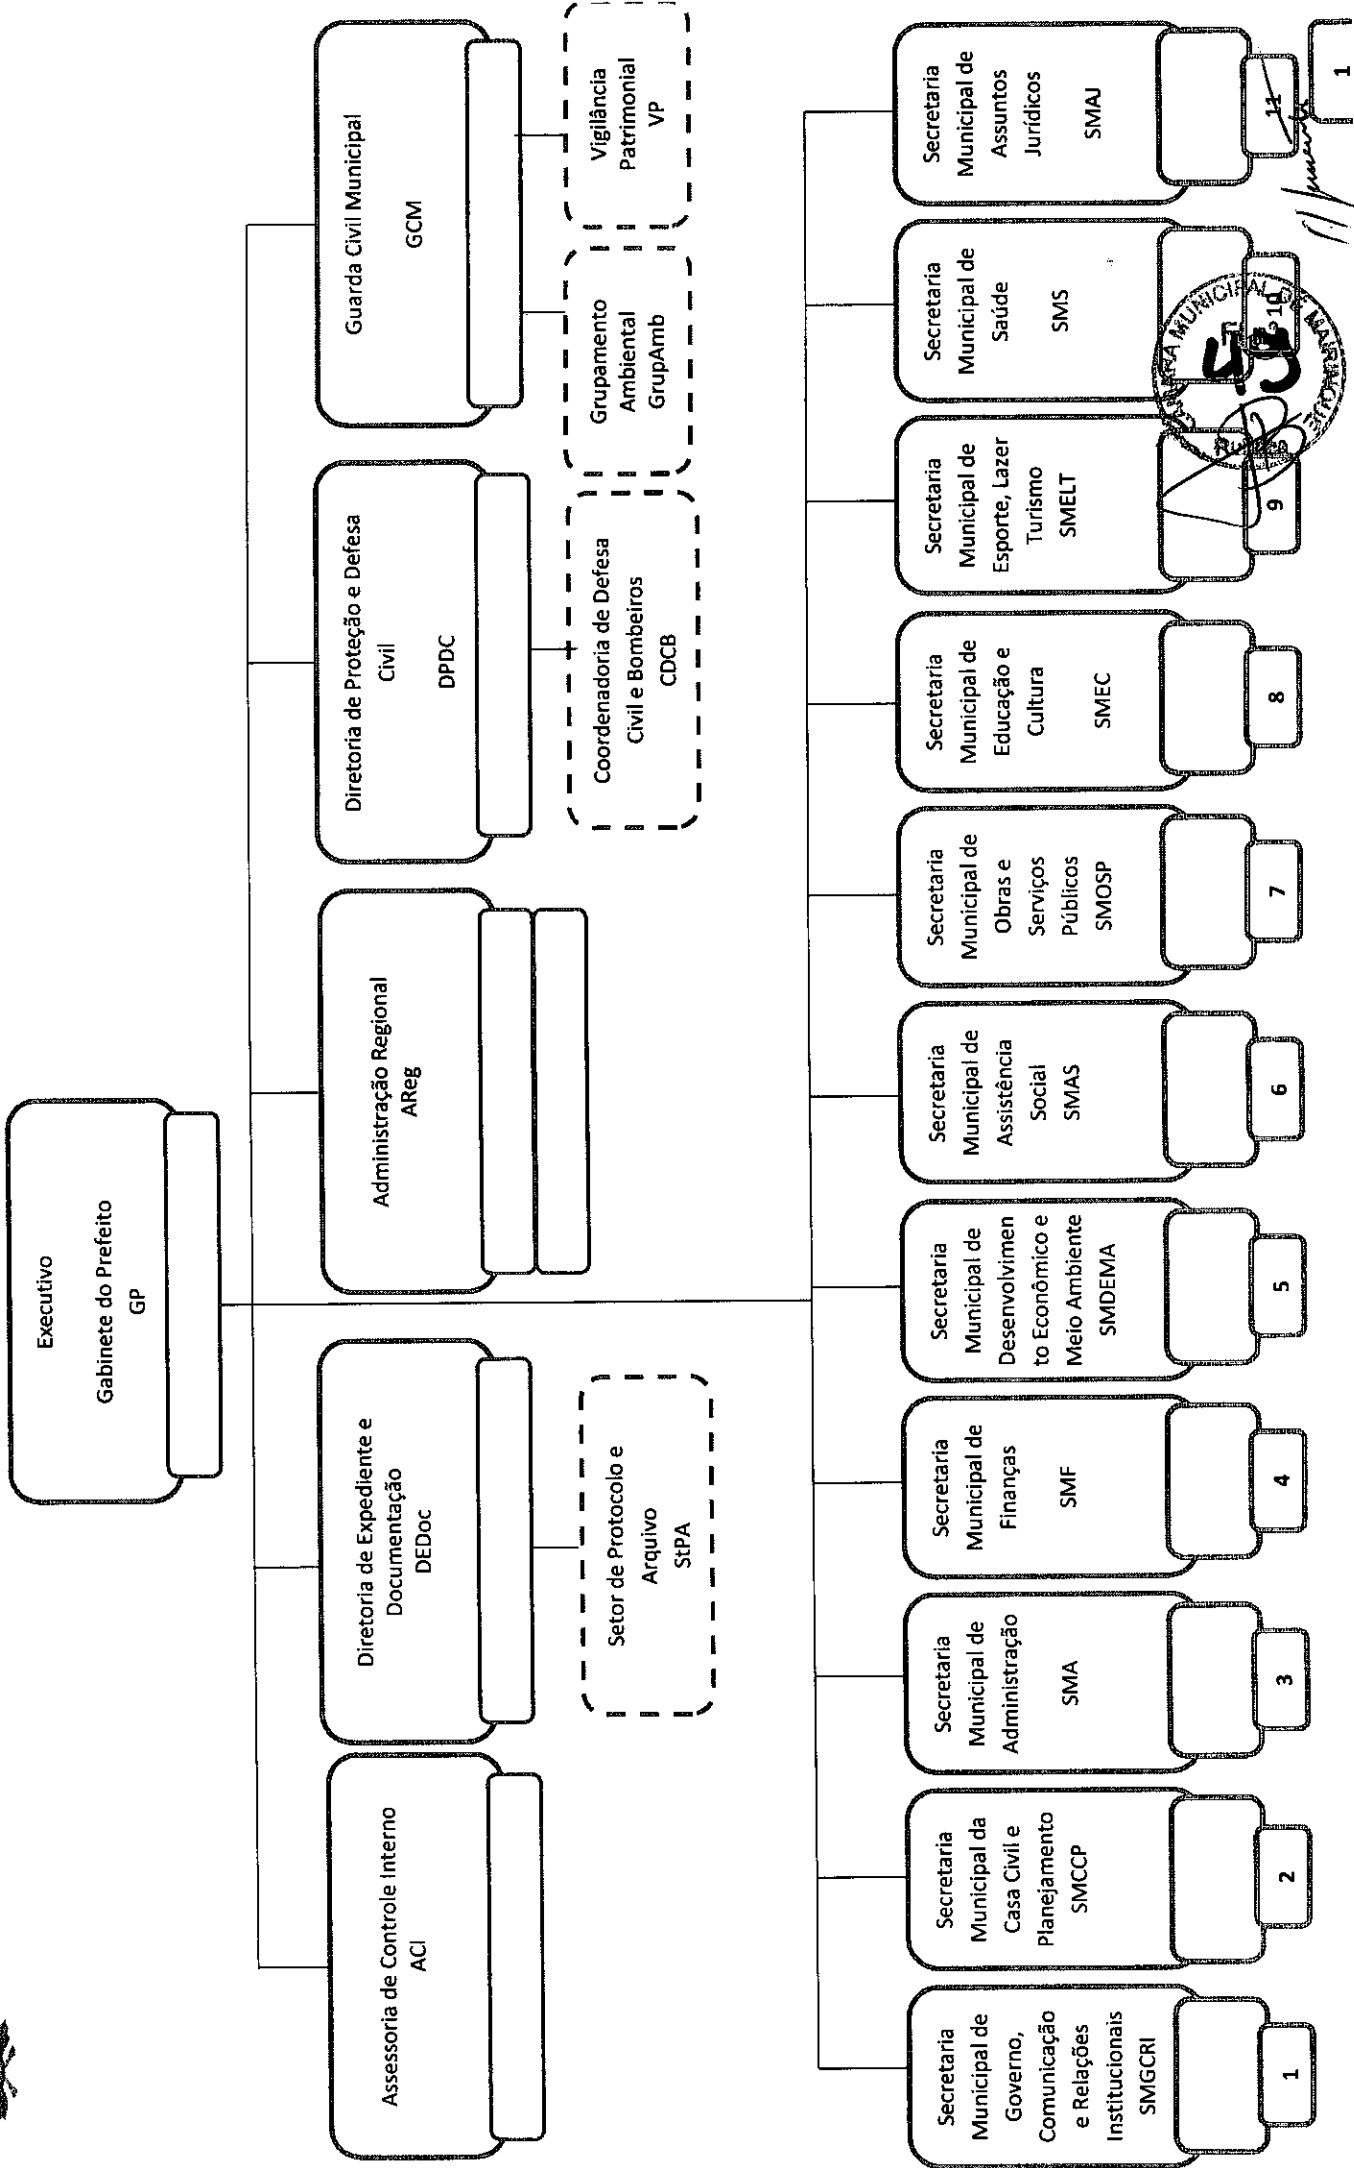 Executivo
Gabinete do Prefeito
GP
Assessoria de Controle Interno
ACI
Diretoria de Expediente e
Documentação
DEDoc
Administração Regional
AReg
Diretoria de Proteção e Defesa
Civil
DPDC
Guarda Civil Municipal
GCM
Setor de Protocolo e
Arquivo
StPA
Coordenadoria de Defesa
Civil e Bombeiros
CDCB
Grupamento
Ambiental
GrupAmb
Vigilância
Patrimonial
VP
Secretaria
Municipal de
Governo,
Comunicação
e Relações
Institucionais
SMGCRI
1
Secretaria
Municipal da
Casa Civil e
Planejamento
SMCCP
2
Secretaria
Municipal de
Administração
SMA
3
Secretaria
Municipal de
Finanças
SMF
4
Secretaria
Municipal de
Desenvolvimen
to Econômico e
Meio Ambiente
SMDEMA
5
Secretaria
Municipal de
Assistência
Social
SMAS
6
Secretaria
Municipal de
Obras e
Serviços
Públicos
SMOSP
7
Secretaria
Municipal de
Educação e
Cultura
SMEC
8
Secretaria
Municipal de
Esporte, Lazer
Turismo
SMELT
9
Secretaria
Municipal de
Saúde
SMS
10
Secretaria
Municipal de
Assuntos
Jurídicos
SMAJ
11
CÂMARA MUNICIPAL DE MAIRINQUE
Rubrica
1